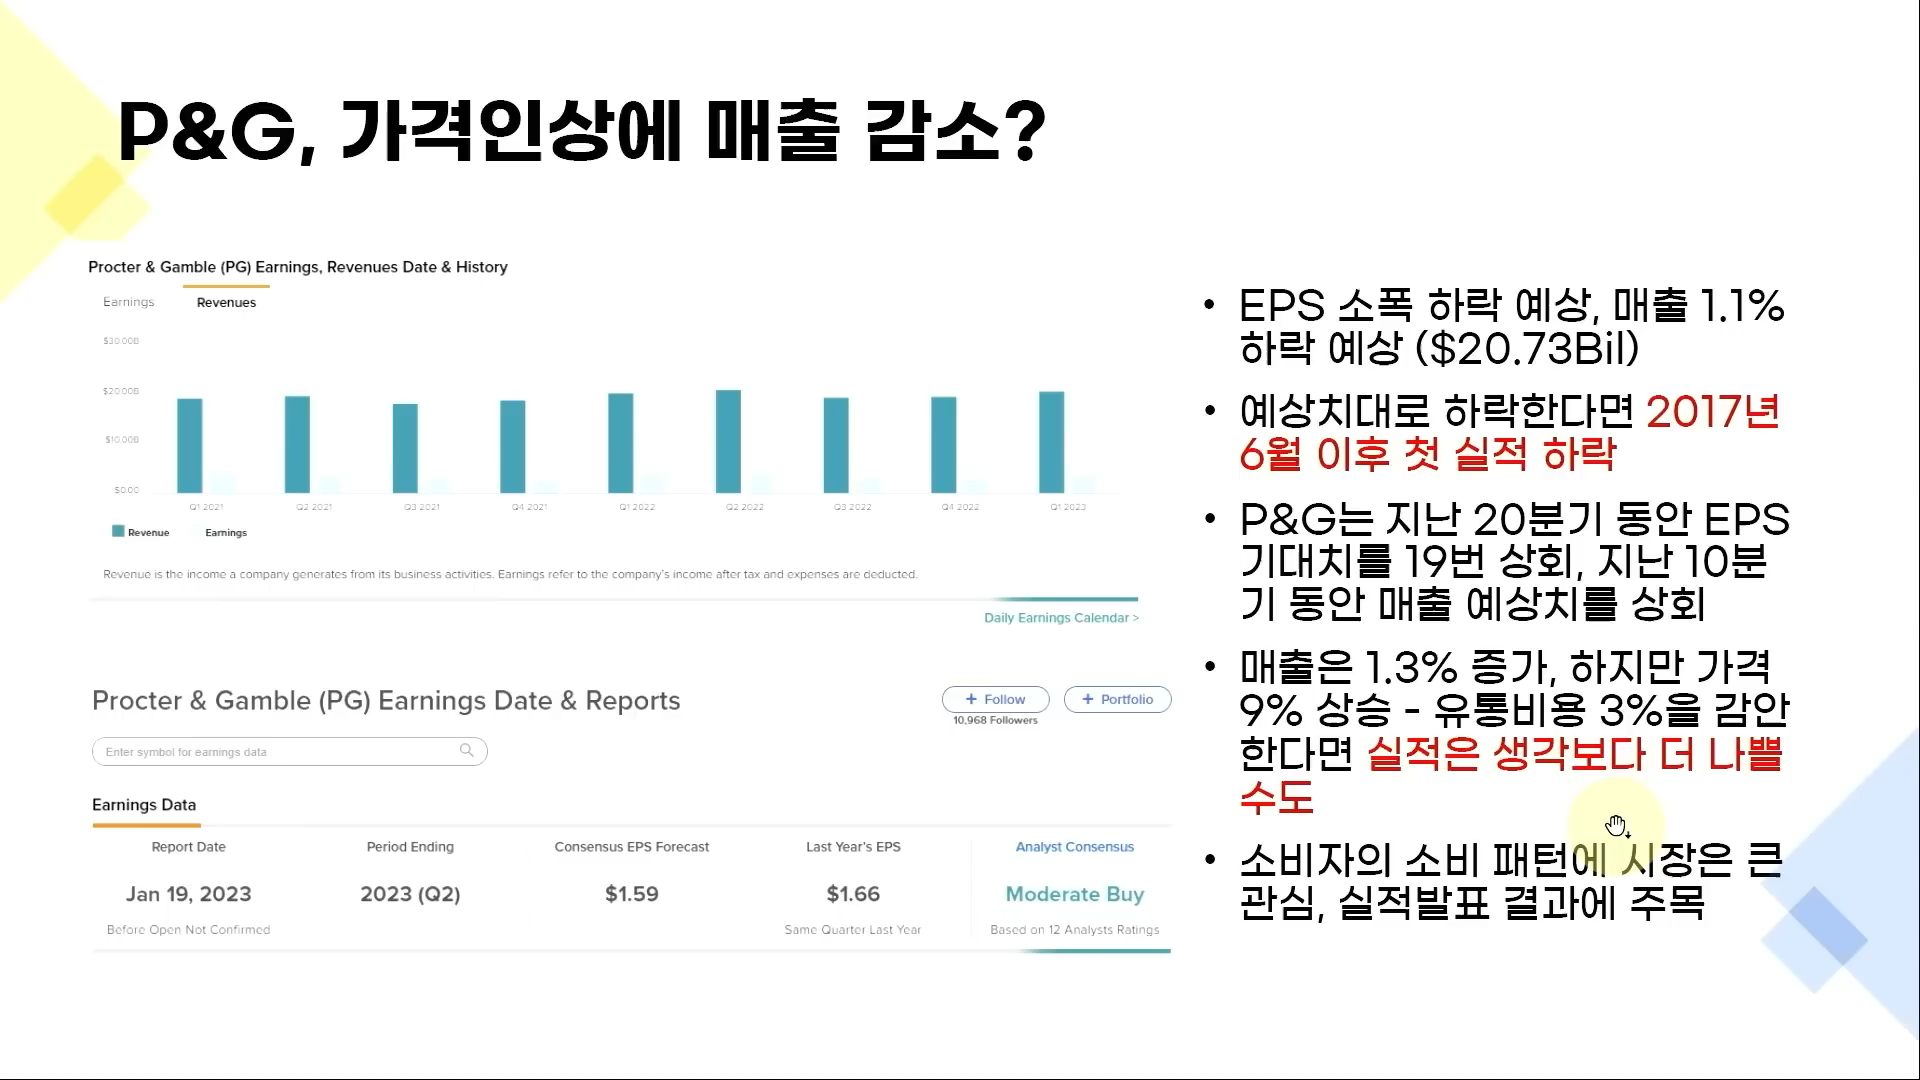 P&G, 가격인상에 매출 감소?
Procter & Gamble (PG) Earnings, Revenues Date & History
Earnings Revenues
$30.00B
$20.00B
$10.00B
$0.00
Q1 2021 Q2 2021 Q3 2021 Q4 2021 Q1 2022 Q2 2022 Q3 2022 Q4 2022 Q1 2023
Revenue Earnings
Revenue is the income a company generates from its business activities. Earnings refer to the company's income after tax and expenses are deducted.
Daily Earnings Calendar >
Procter & Gamble (PG) Earnings Date & Reports
+ Follow + Portfolio
10,968 Followers
Enter symbol for earnings data
Earnings Data
Report Date Period Ending Consensus EPS Forecast Last Year's EPS Analyst Consensus
Jan 19, 2023 2023 (Q2) $1.59 $1.66 Moderate Buy
Before Open Not Confirmed Same Quarter Last Year Based on 12 Analysts Ratings
• EPS 소폭 하락 예상, 매출 1.1%
하락 예상 ($20.73Bil)
• 예상치대로 하락한다면 2017년
6월 이후 첫 실적 하락
• P&G는 지난 20분기 동안 EPS
기대치를 19번 상회, 지난 10분
기 동안 매출 예상치를 상회
• 매출은 1.3% 증가, 하지만 가격
9% 상승 - 유통비용 3%을 감안
한다면 실적은 생각보다 더 나쁠
수도
• 소비자의 소비 패턴에 시장은 큰
관심, 실적발표 결과에 주목